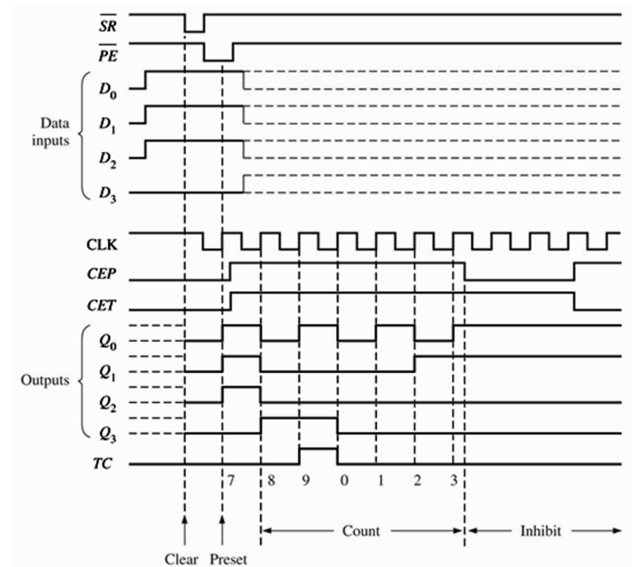 SR
PE
D0
D1
Data
inputs
D2
D3
CLK
CEP
CET
Q0
Q1
Outputs
Q2
Q3
TC
7 8 9 0 1 2 3
Count Inhibit
Clear Preset